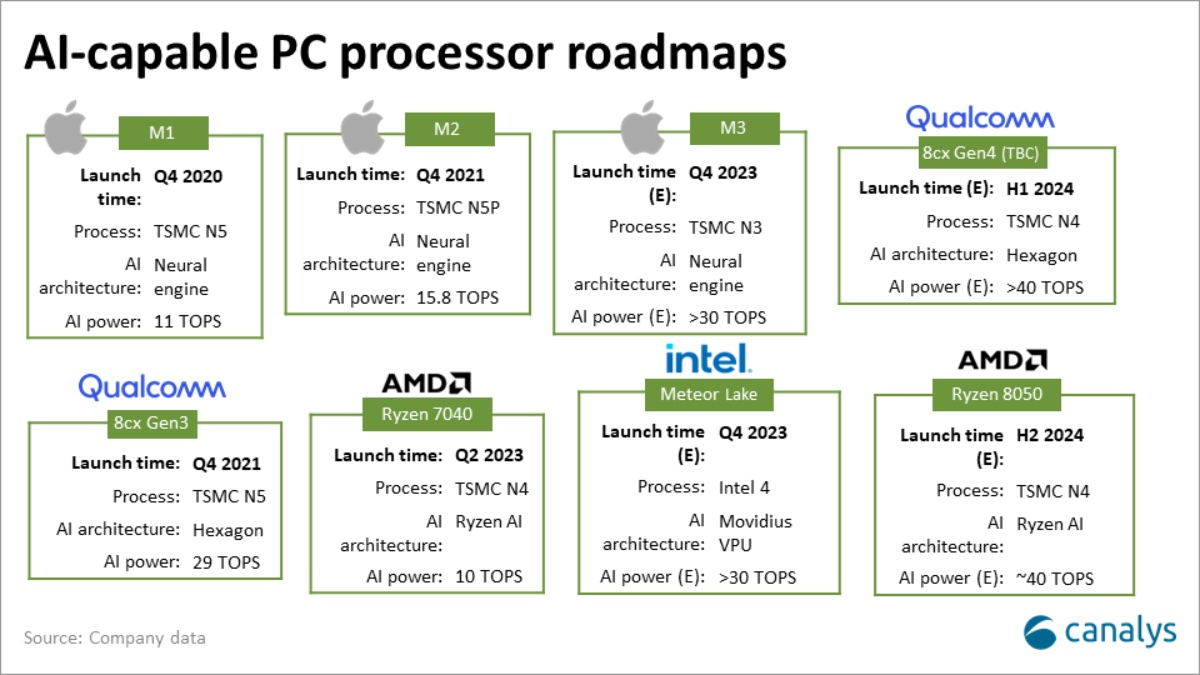 AI-capable PC processor roadmaps
M1
Launch time: Q4 2020
Process: TSMC N5
AI architecture: Neural engine
AI power: 11 TOPS
M2
Launch time: Q4 2021
Process: TSMC N5P
AI architecture: Neural engine
AI power: 15.8 TOPS
M3
Launch time (E): Q4 2023
Process: TSMC N3
AI architecture: Neural engine
AI power (E): >30 TOPS
Qualcomm
8cx Gen4 (TBC)
Launch time (E): H1 2024
Process: TSMC N4
AI architecture: Hexagon
AI power (E): >40 TOPS
Qualcomm
8cx Gen3
Launch time: Q4 2021
Process: TSMC N5
AI architecture: Hexagon
AI power: 29 TOPS
AMD
Ryzen 7040
Launch time: Q2 2023
Process: TSMC N4
AI architecture: Ryzen AI
AI power: 10 TOPS
intel.
Meteor Lake
Launch time (E): Q4 2023
Process: Intel 4
AI architecture: Movidius VPU
AI power (E): >30 TOPS
AMD
Ryzen 8050
Launch time (E): H2 2024
Process: TSMC N4
AI architecture: Ryzen AI
AI power (E): ~40 TOPS
Source: Company data
canalys